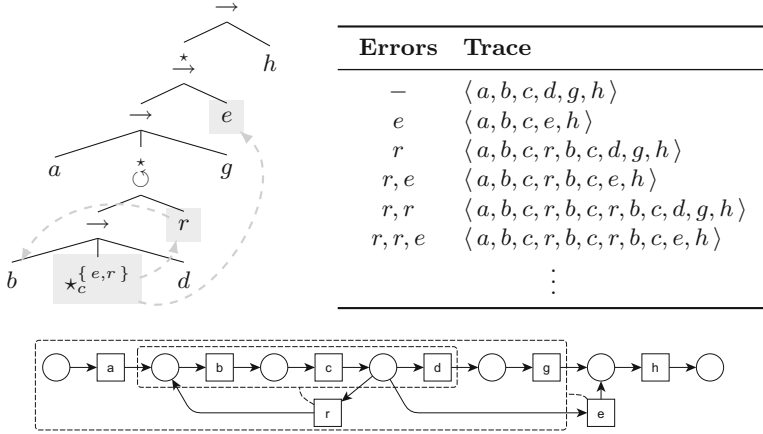 →
h
⋆
→
→
e
a
⋆
↺
g
→
r
b
⋆c{ e,r }
d
Errors Trace
− ⟨ a, b, c, d, g, h ⟩
e ⟨ a, b, c, e, h ⟩
r ⟨ a, b, c, r, b, c, d, g, h ⟩
r, e ⟨ a, b, c, r, b, c, e, h ⟩
r, r ⟨ a, b, c, r, b, c, r, b, c, d, g, h ⟩
r, r, e ⟨ a, b, c, r, b, c, r, b, c, e, h ⟩
⋮
a b c d g h
r e